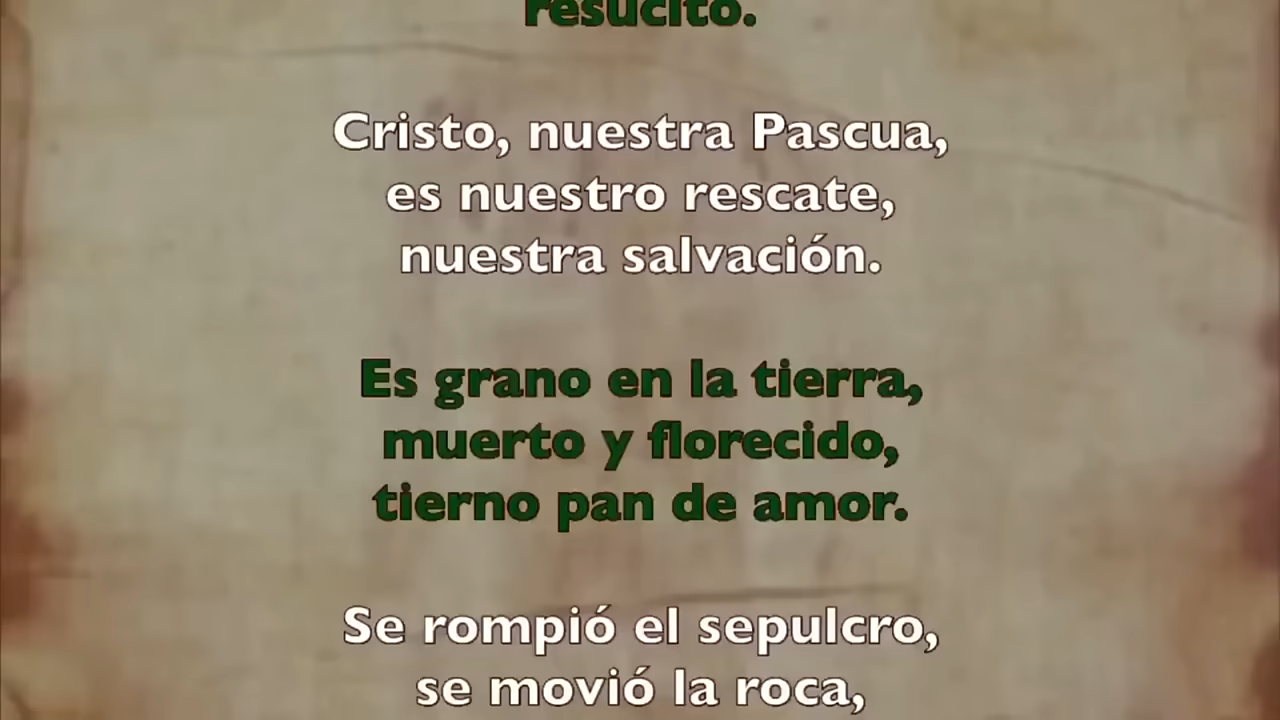 resucitó.
Cristo, nuestra Pascua,
es nuestro rescate,
nuestra salvación.
Es grano en la tierra,
muerto y florecido,
tierno pan de amor.
Se rompió el sepulcro,
se movió la roca,